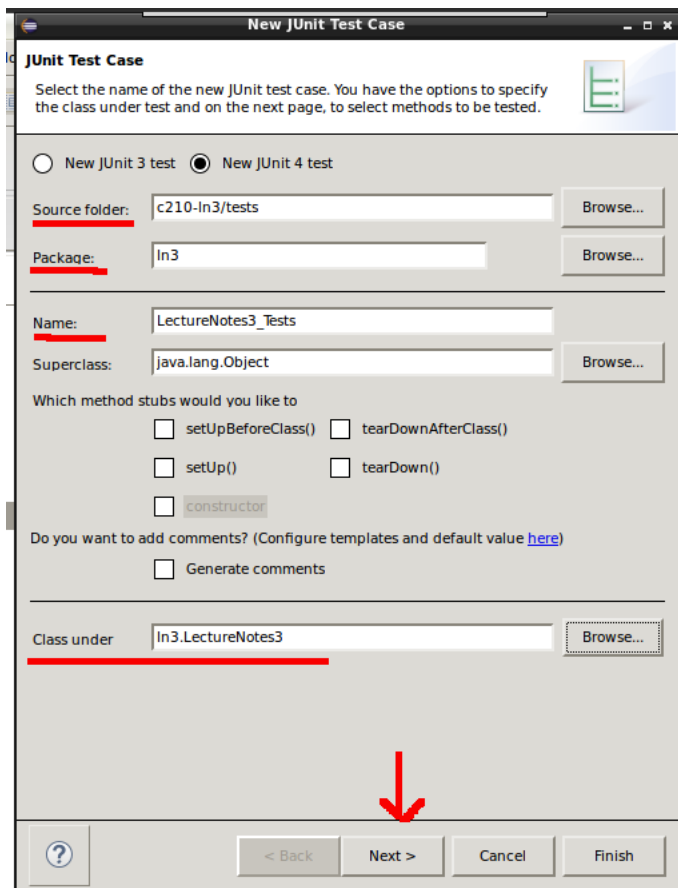 New JUnit Test Case
JUnit Test Case
Select the name of the new JUnit test case. You have the options to specify
the class under test and on the next page, to select methods to be tested.
New JUnit 3 test New JUnit 4 test
Source folder: c210-ln3/tests Browse...
Package: ln3 Browse...
Name: LectureNotes3_Tests
Superclass: java.lang.Object Browse...
Which method stubs would you like to
setUpBeforeClass() tearDownAfterClass()
setUp() tearDown()
constructor
Do you want to add comments? (Configure templates and default value here)
Generate comments
Class under ln3.LectureNotes3 Browse...
? < Back Next > Cancel Finish